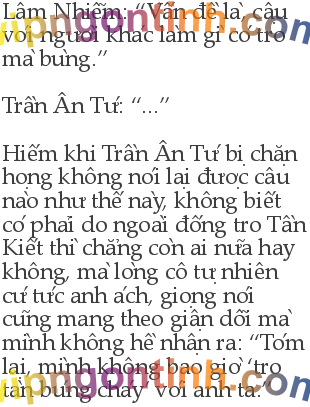 Lâm Nhiễm: “Vấn đề là, cậu
với người khác làm gì có tro
mà bùng.”
Trần Ân Tứ: “...”
Hiếm khi Trần Ân Tứ bị chặn
họng không nói lại được câu
nào như thế này, không biết
có phải do ngoài đống tro Tần
Kiết thì chẳng còn ai nữa hay
không, mà lòng cô tự nhiên
cứ tức anh ách, giọng nói
cũng mang theo giận dỗi mà
mình không hề nhận ra: “Tóm
lại, mình không bao giờ ‘tro
tàn bùng cháy’ với anh ta.”
vipngontinh.com
vipngontinh.com